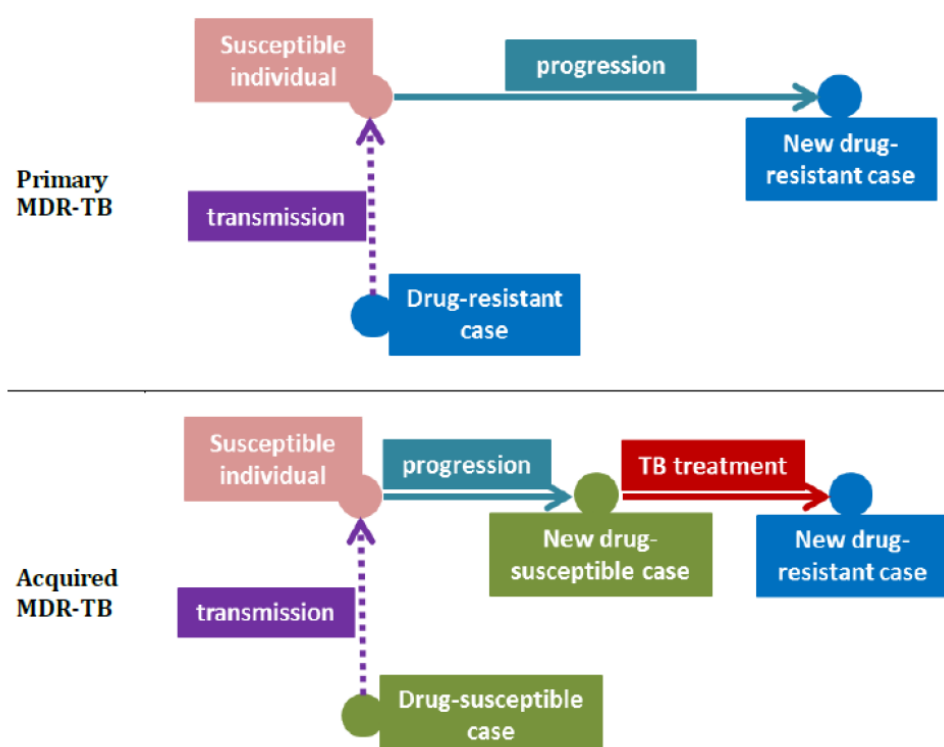 Susceptible
individual
progression
New drug-
resistant case
Primary
MDR-TB
transmission
Drug-resistant
case
Susceptible
individual
progression
TB treatment
New drug-
susceptible case
New drug-
resistant case
Acquired
MDR-TB
transmission
Drug-susceptible
case